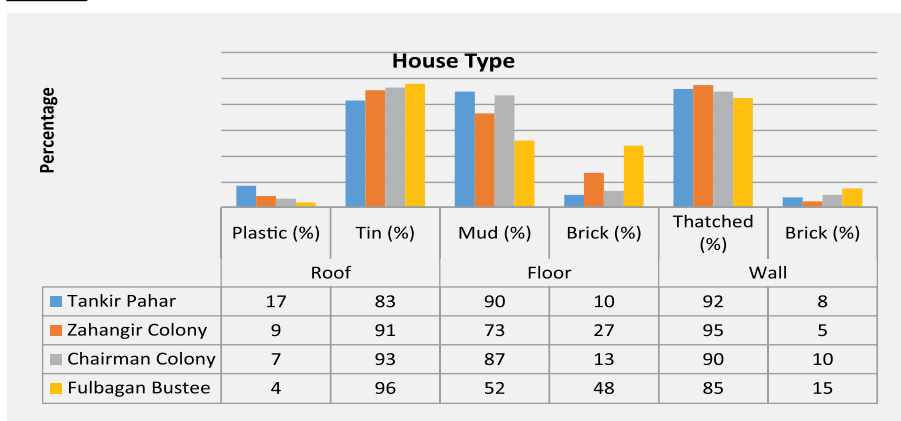 House Type
Percentage
Plastic (%) Tin (%) Mud (%) Brick (%) Thatched (%) Brick (%)
Roof Floor Wall
Tankir Pahar 17 83 90 10 92 8
Zahangir Colony 9 91 73 27 95 5
Chairman Colony 7 93 87 13 90 10
Fulbagan Bustee 4 96 52 48 85 15